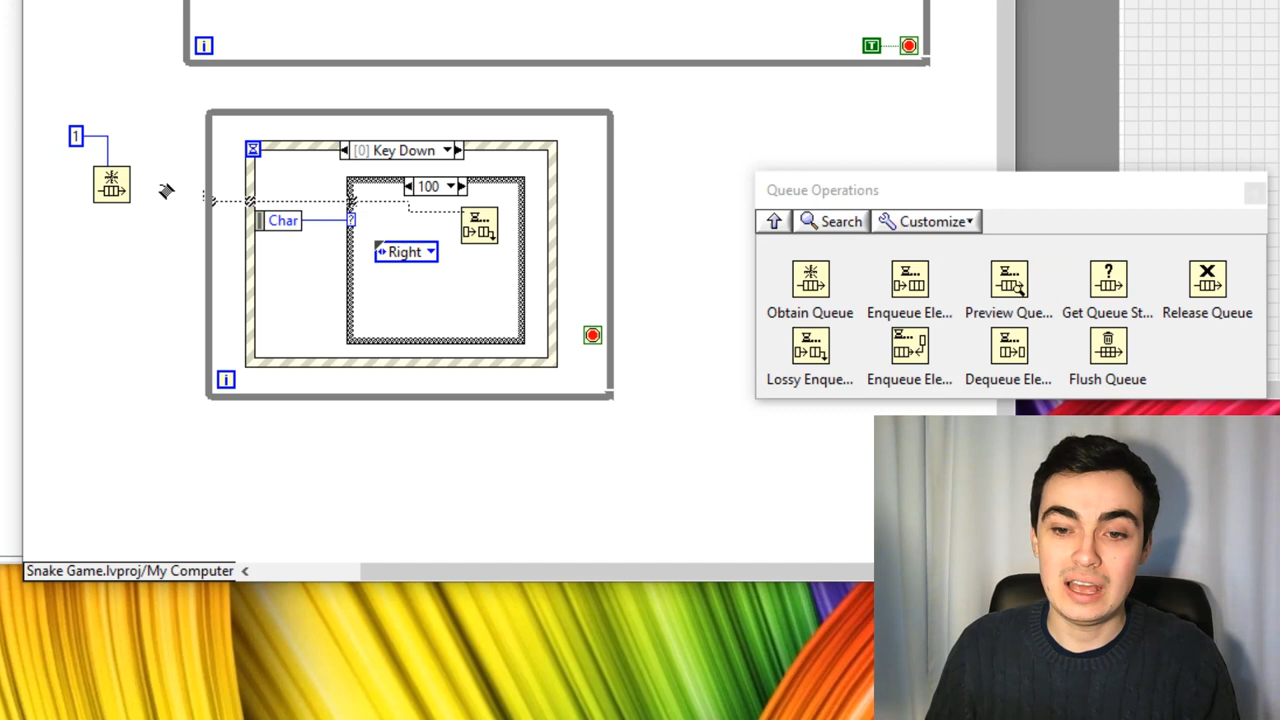 i
T
1
[0] Key Down
100
Char
?
Right
i
Queue Operations
Search
Customize
Obtain Queue
Enqueue Ele...
Preview Que...
Get Queue St...
Release Queue
Lossy Enque...
Enqueue Ele...
Dequeue Ele...
Flush Queue
Snake Game.lvproj/My Computer